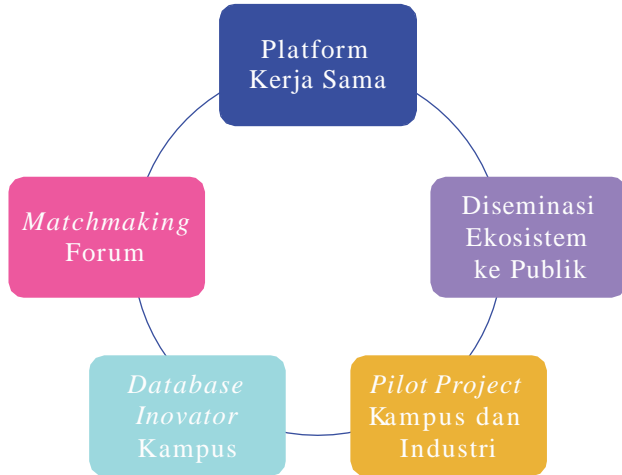 Platform
Kerja Sama
Matchmaking
Forum
Diseminasi
Ekosistem
ke Publik
Database
Inovator
Kampus
Pilot Project
Kampus dan
Industri